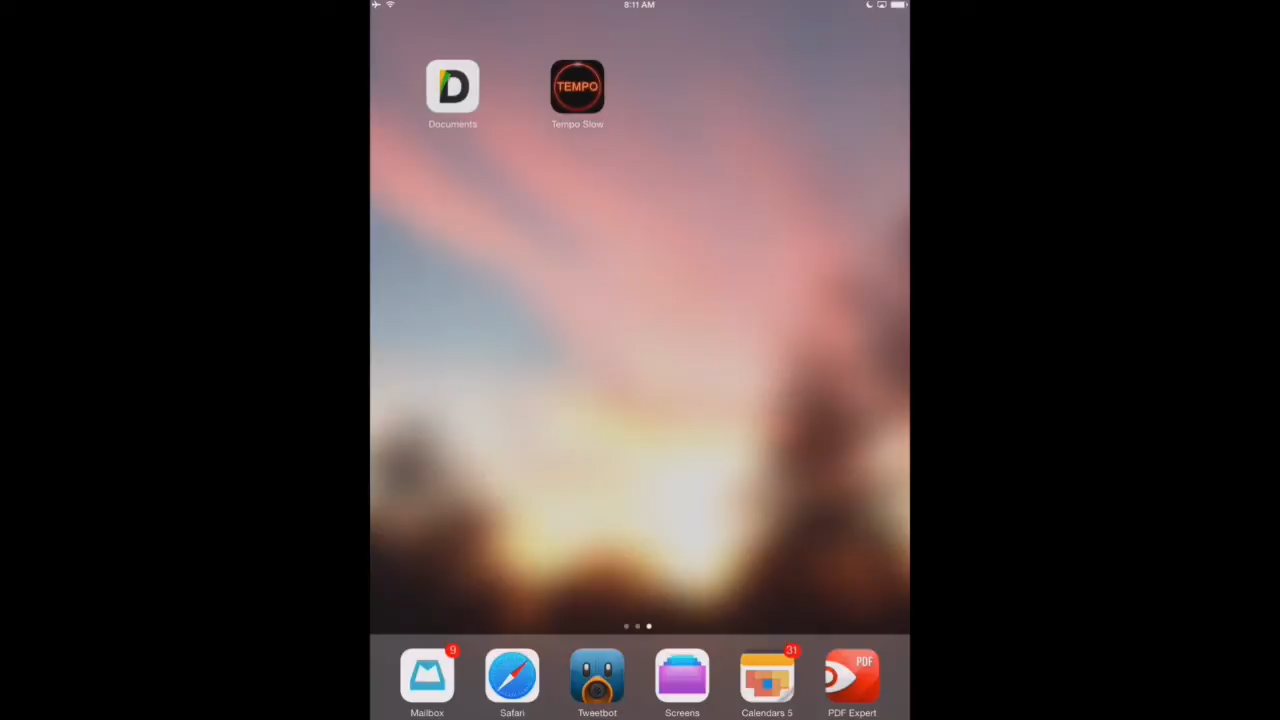 8:11 AM
D
TEMPO
Documents
Tempo Slow
9
31
PDF
Mailbox
Safari
Tweetbot
Screens
Calendars 5
PDF Expert